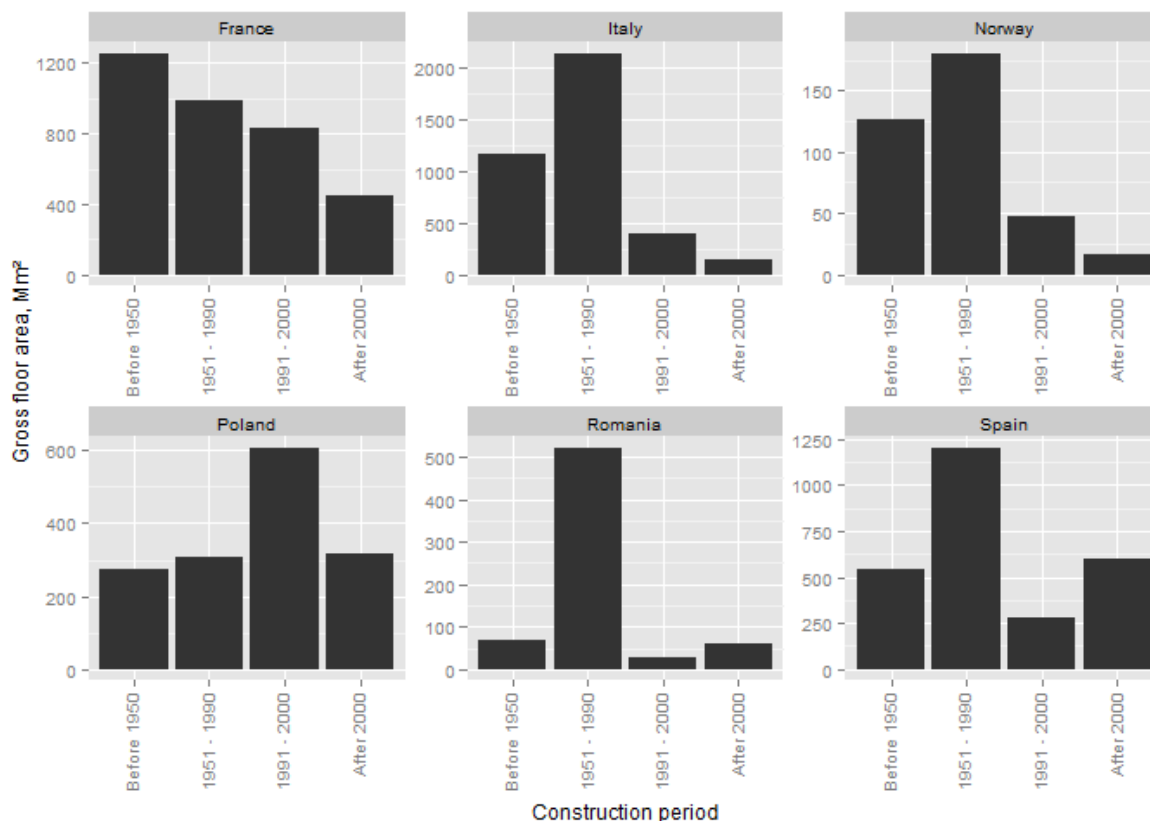 France
Italy
Norway
1200
800
400
0
2000
1500
1000
500
0
150
100
50
0
Before 1950
1951 - 1990
1991 - 2000
After 2000
Before 1950
1951 - 1990
1991 - 2000
After 2000
Before 1950
1951 - 1990
1991 - 2000
After 2000
Gross floor area, Mm²
Poland
Romania
Spain
600
400
200
0
500
400
300
200
100
0
1250
1000
750
500
250
0
Before 1950
1951 - 1990
1991 - 2000
After 2000
Before 1950
1951 - 1990
1991 - 2000
After 2000
Before 1950
1951 - 1990
1991 - 2000
After 2000
Construction period